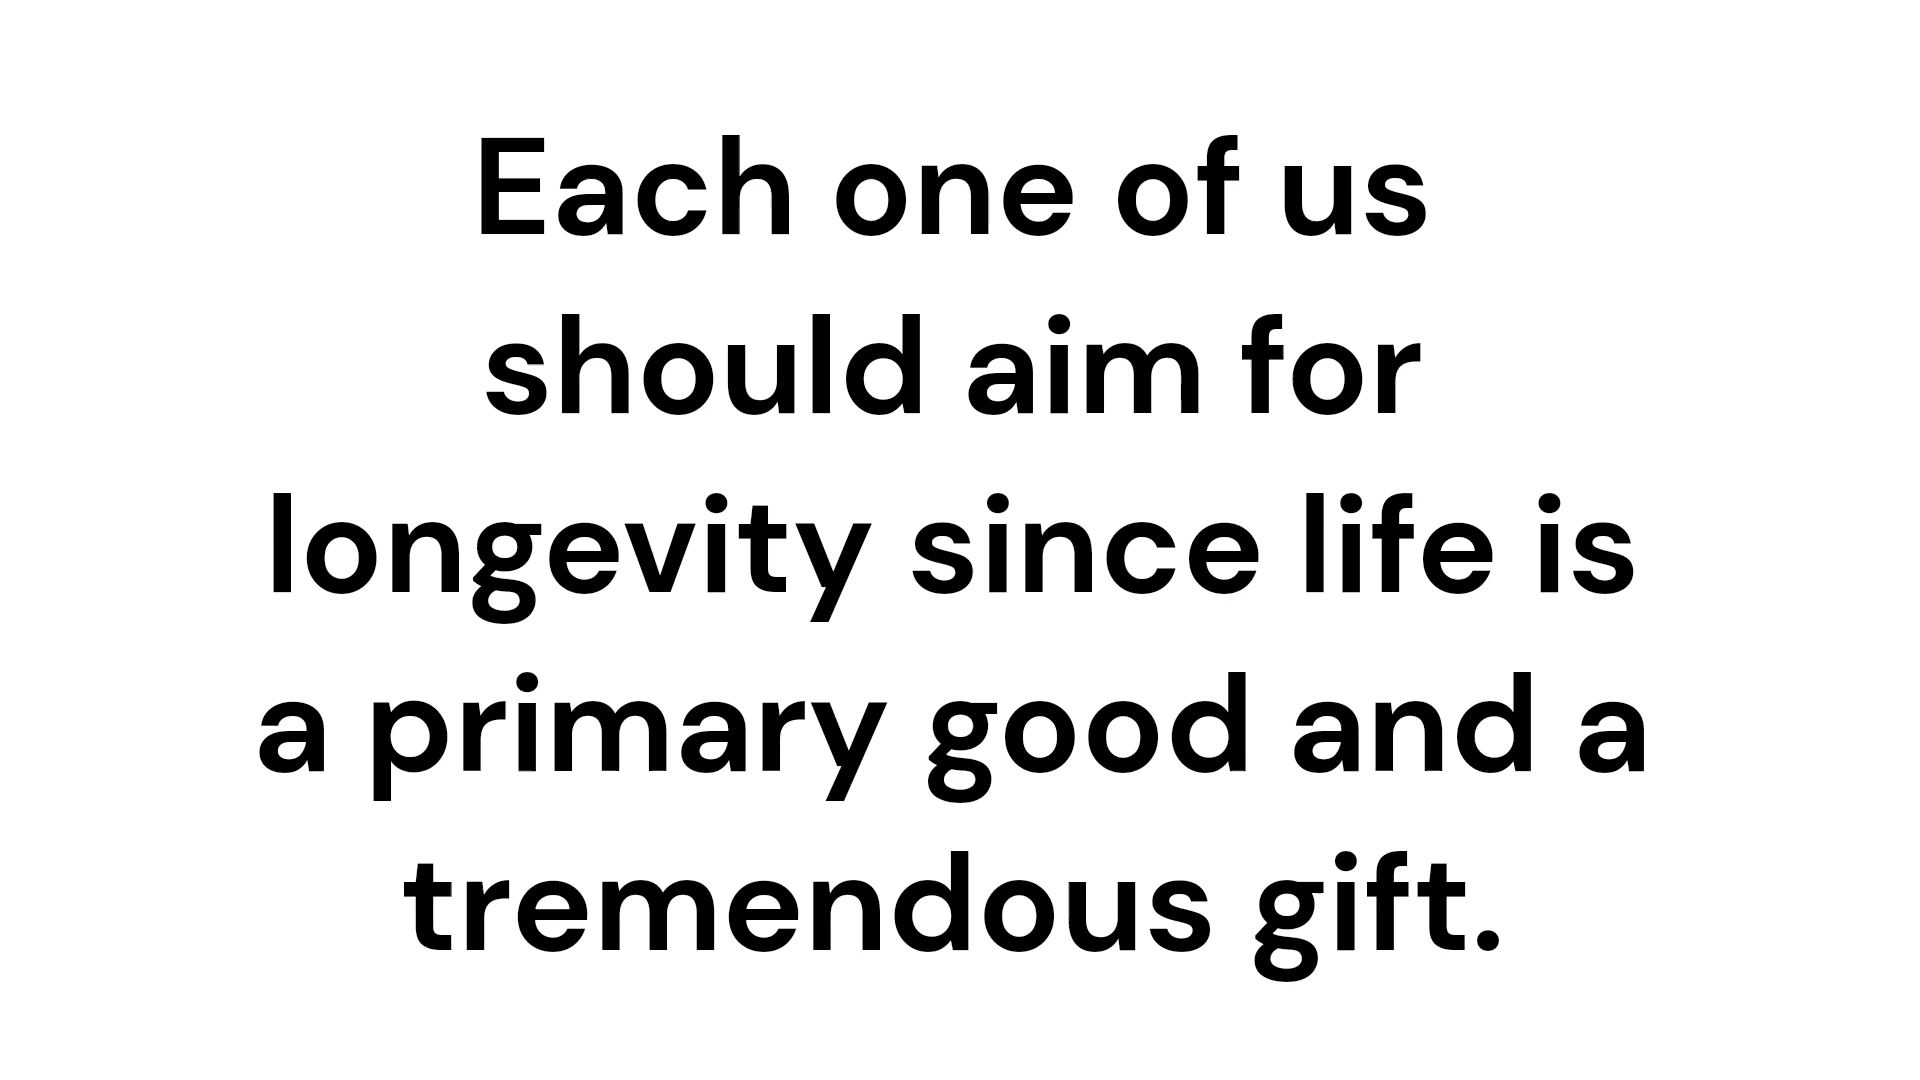 Each one of us
should aim for
longevity since life is
a primary good and a
tremendous gift.